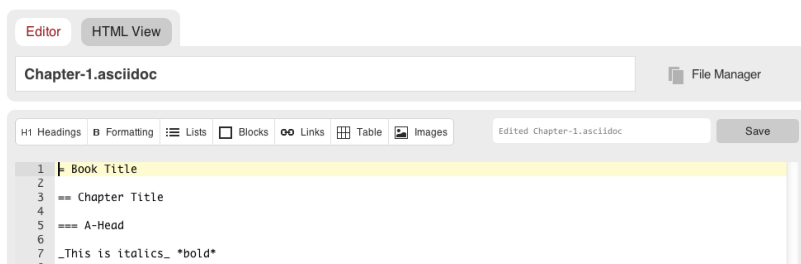 Editor HTML View
Chapter-1.asciidoc File Manager
H1 Headings B Formatting Lists Blocks Links Table Images Edited Chapter-1.asciidoc Save
1 = Book Title
2
3 == Chapter Title
4
5 === A-Head
6
7 _This is italics_ *bold*